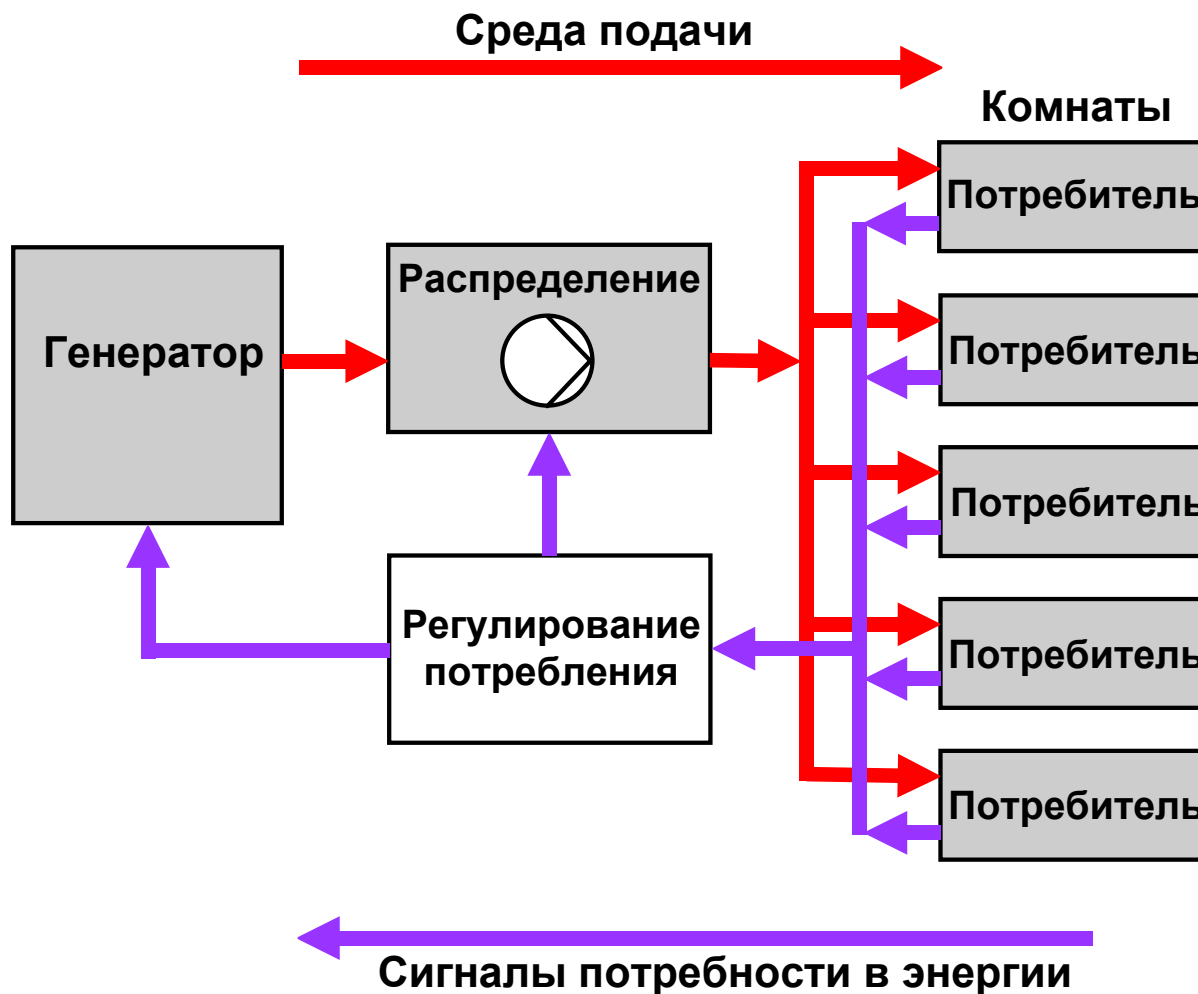 Среда подачи
Комнаты
Потребитель
Генератор
Распределение
Потребитель
Потребитель
Регулирование
потребления
Потребитель
Потребитель
Сигналы потребности в энергии